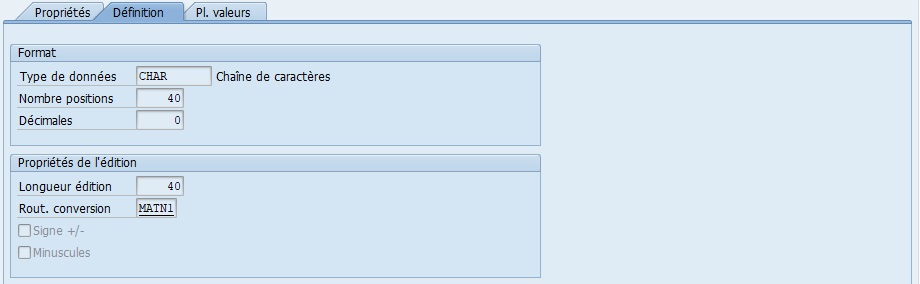 Propriétés Définition Pl. valeurs
Format
Type de données CHAR Chaîne de caractères
Nombre positions 40
Décimales 0
Propriétés de l'édition
Longueur édition 40
Rout. conversion MATN1
Signe +/-
Minuscules